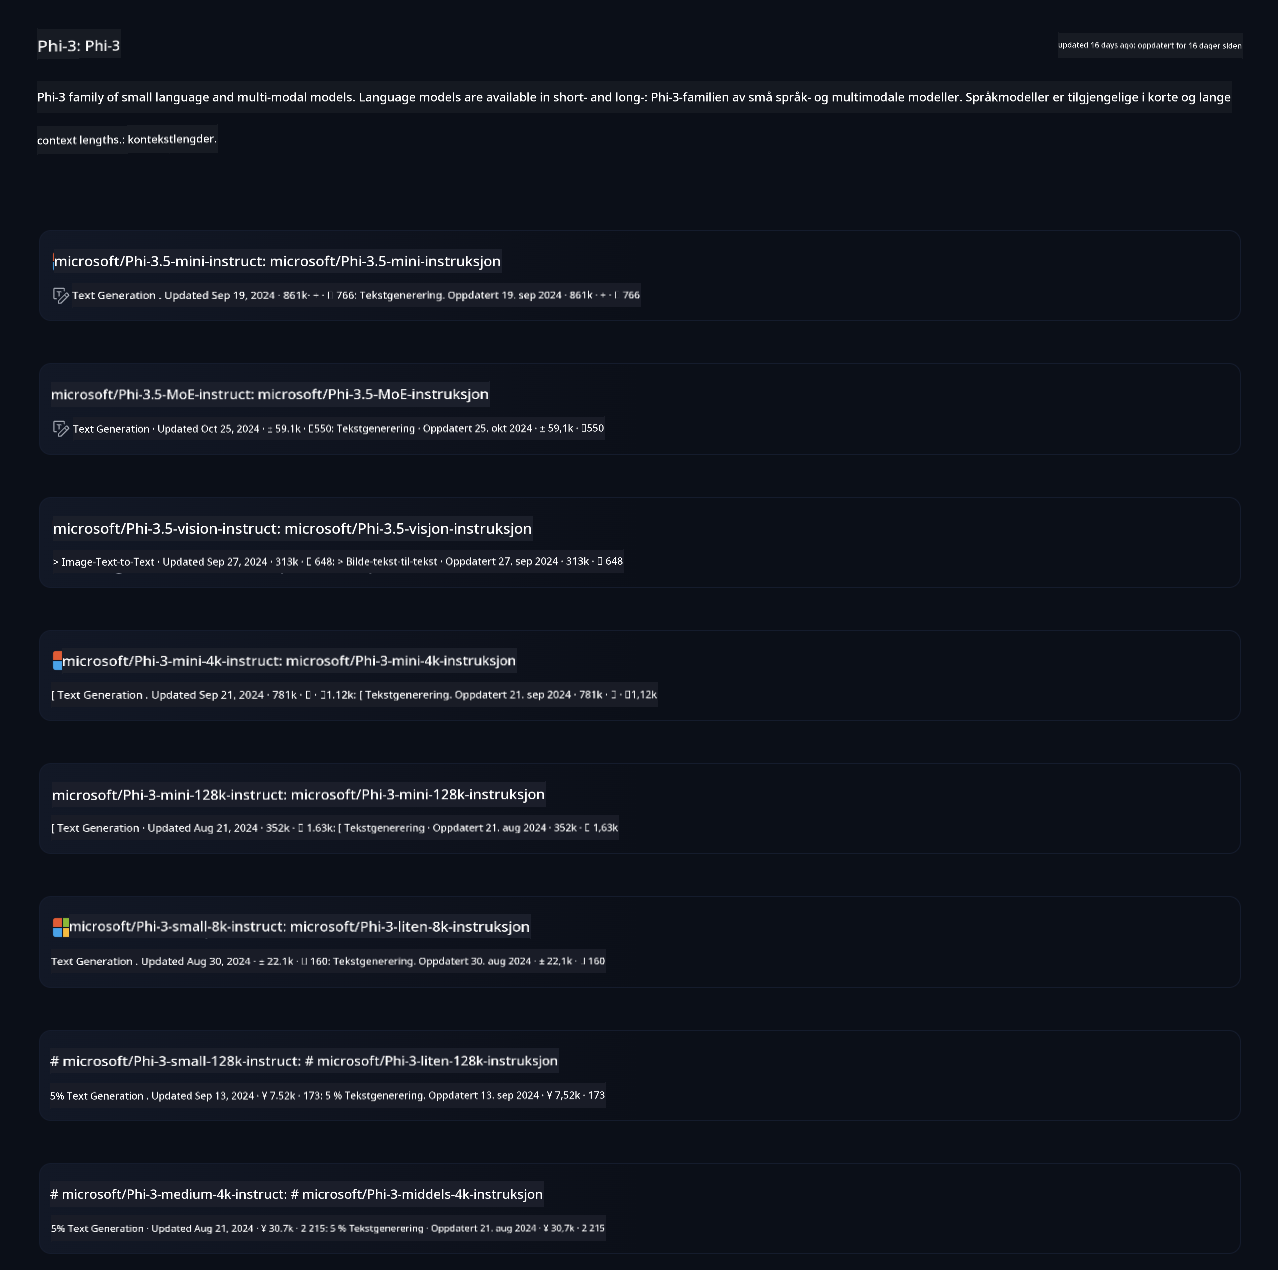 Phi-3: Phi-3
updated 16 days ago: oppdatert for 16 dager siden
Phi-3 family of small language and multi-modal models. Language models are available in short- and long-: Phi-3-familien av små språk- og multimodale modeller. Språkmodeller er tilgjengelige i korte og lange
context lengths.: kontekstlengder.
microsoft/Phi-3.5-mini-instruct: microsoft/Phi-3.5-mini-instruksjon
Text Generation . Updated Sep 19, 2024 · 861k· ÷ · 766: Tekstgenerering. Oppdatert 19. sep 2024 · 861k · ÷ · 766
microsoft/Phi-3.5-MoE-instruct: microsoft/Phi-3.5-MoE-instruksjon
Text Generation · Updated Oct 25, 2024 · ± 59.1k · 550: Tekstgenerering · Oppdatert 25. okt 2024 · ± 59,1k · 550
microsoft/Phi-3.5-vision-instruct: microsoft/Phi-3.5-visjon-instruksjon
> Image-Text-to-Text · Updated Sep 27, 2024 · 313k · 648: > Bilde-tekst-til-tekst · Oppdatert 27. sep 2024 · 313k · 648
microsoft/Phi-3-mini-4k-instruct: microsoft/Phi-3-mini-4k-instruksjon
[ Text Generation . Updated Sep 21, 2024 · 781k · · 1.12k: [ Tekstgenerering. Oppdatert 21. sep 2024 · 781k · · 1,12k
microsoft/Phi-3-mini-128k-instruct: microsoft/Phi-3-mini-128k-instruksjon
[ Text Generation · Updated Aug 21, 2024 · 352k · 1.63k: [ Tekstgenerering · Oppdatert 21. aug 2024 · 352k · 1,63k
microsoft/Phi-3-small-8k-instruct: microsoft/Phi-3-liten-8k-instruksjon
Text Generation . Updated Aug 30, 2024 · ± 22.1k · 160: Tekstgenerering. Oppdatert 30. aug 2024 · ± 22,1k · 160
# microsoft/Phi-3-small-128k-instruct: # microsoft/Phi-3-liten-128k-instruksjon
5% Text Generation . Updated Sep 13, 2024 · ¥ 7.52k · 173: 5 % Tekstgenerering. Oppdatert 13. sep 2024 · ¥ 7,52k · 173
# microsoft/Phi-3-medium-4k-instruct: # microsoft/Phi-3-middels-4k-instruksjon
5% Text Generation · Updated Aug 21, 2024 · ¥ 30.7k · 2 215: 5 % Tekstgenerering · Oppdatert 21. aug 2024 · ¥ 30,7k · 2 215